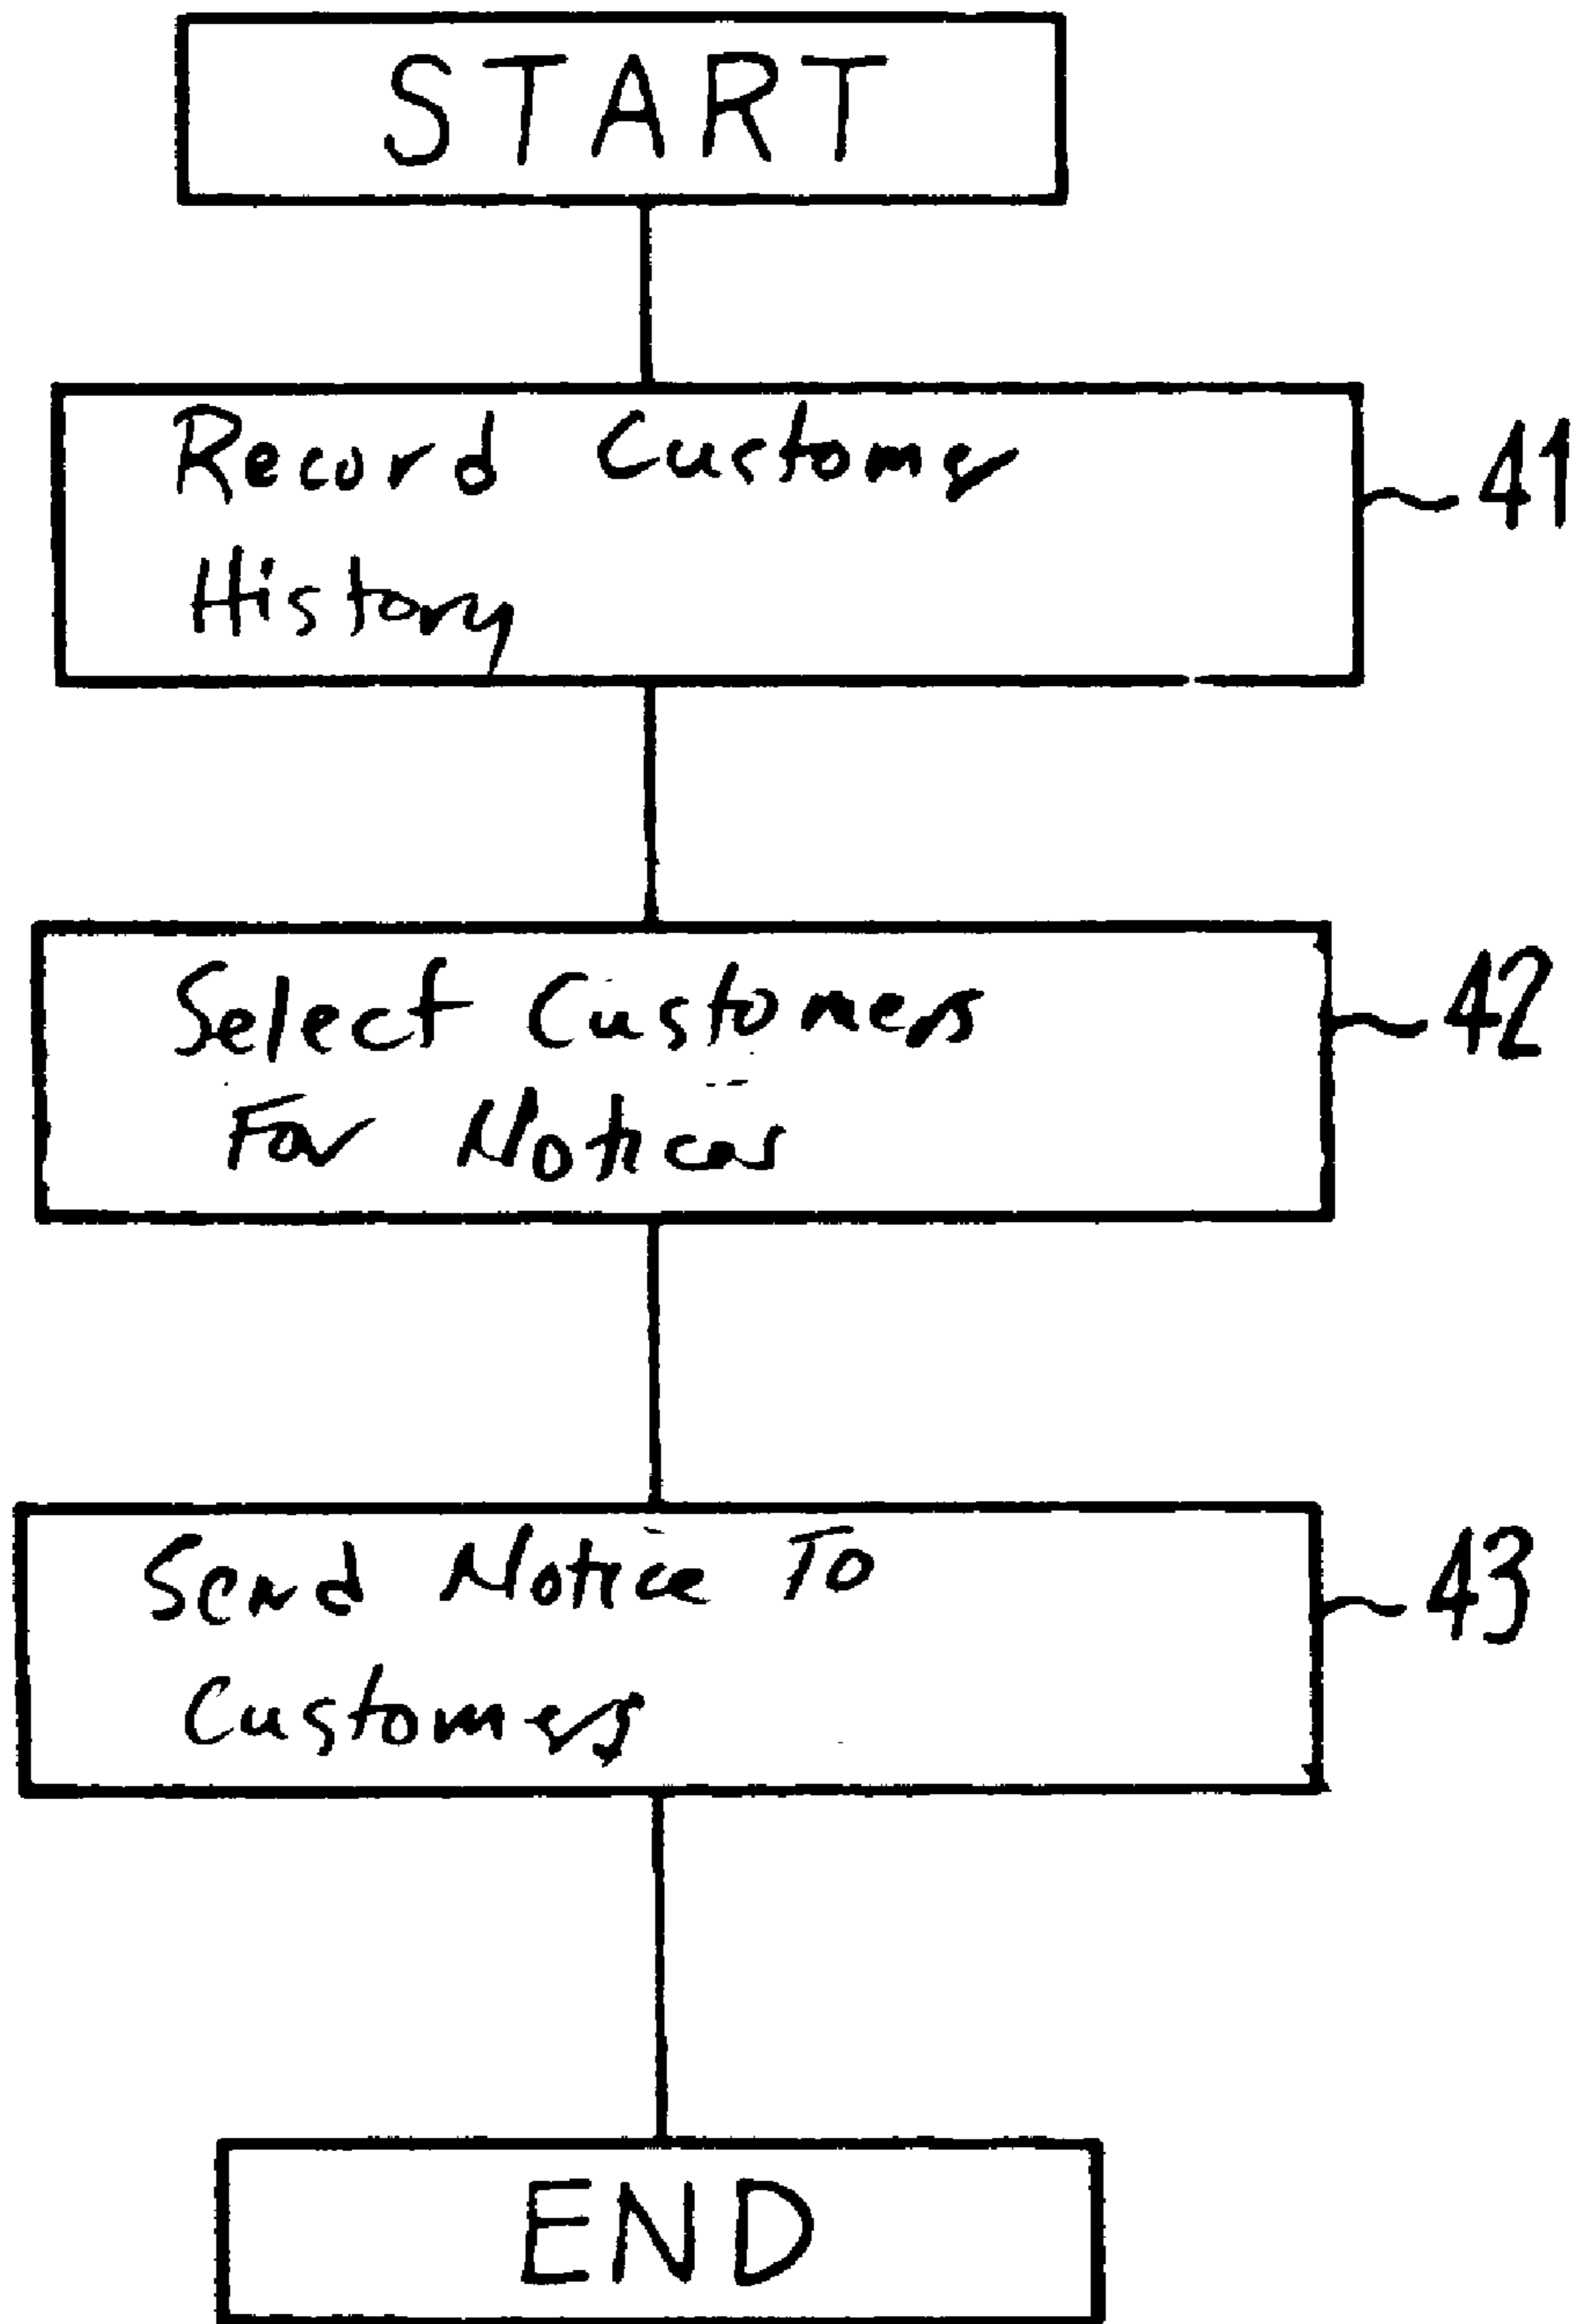 START
Record Customer
History
41
Select Customers
For Notices
42
Send Notice To
Customers
43
END